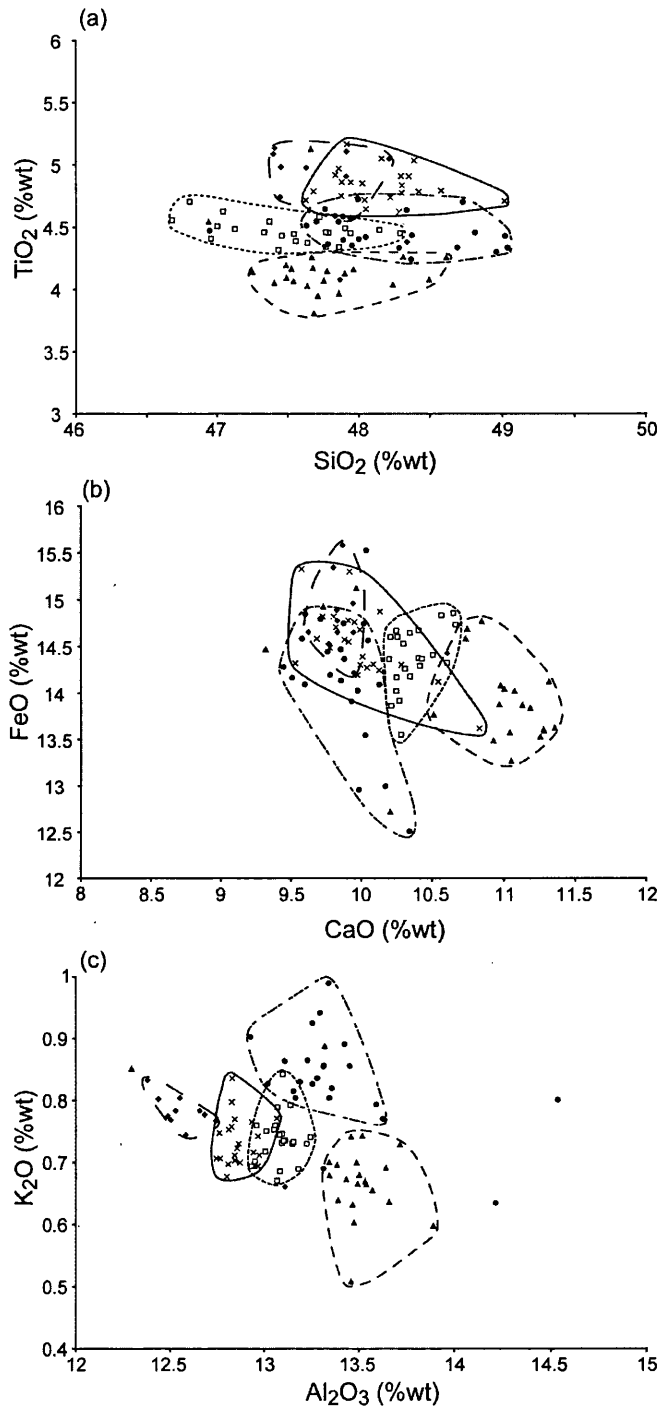 (a)
6
5.5
5
4.5
4
3.5
3
TiO₂ (%wt)
46 47 48 49 50
SiO₂ (%wt)
(b)
16
15.5
15
14.5
14
13.5
13
12.5
12
FeO (%wt)
8 8.5 9 9.5 10 10.5 11 11.5 12
CaO (%wt)
(c)
1
0.9
0.8
0.7
0.6
0.5
0.4
K₂O (%wt)
12 12.5 13 13.5 14 14.5 15
Al₂O₃ (%wt)